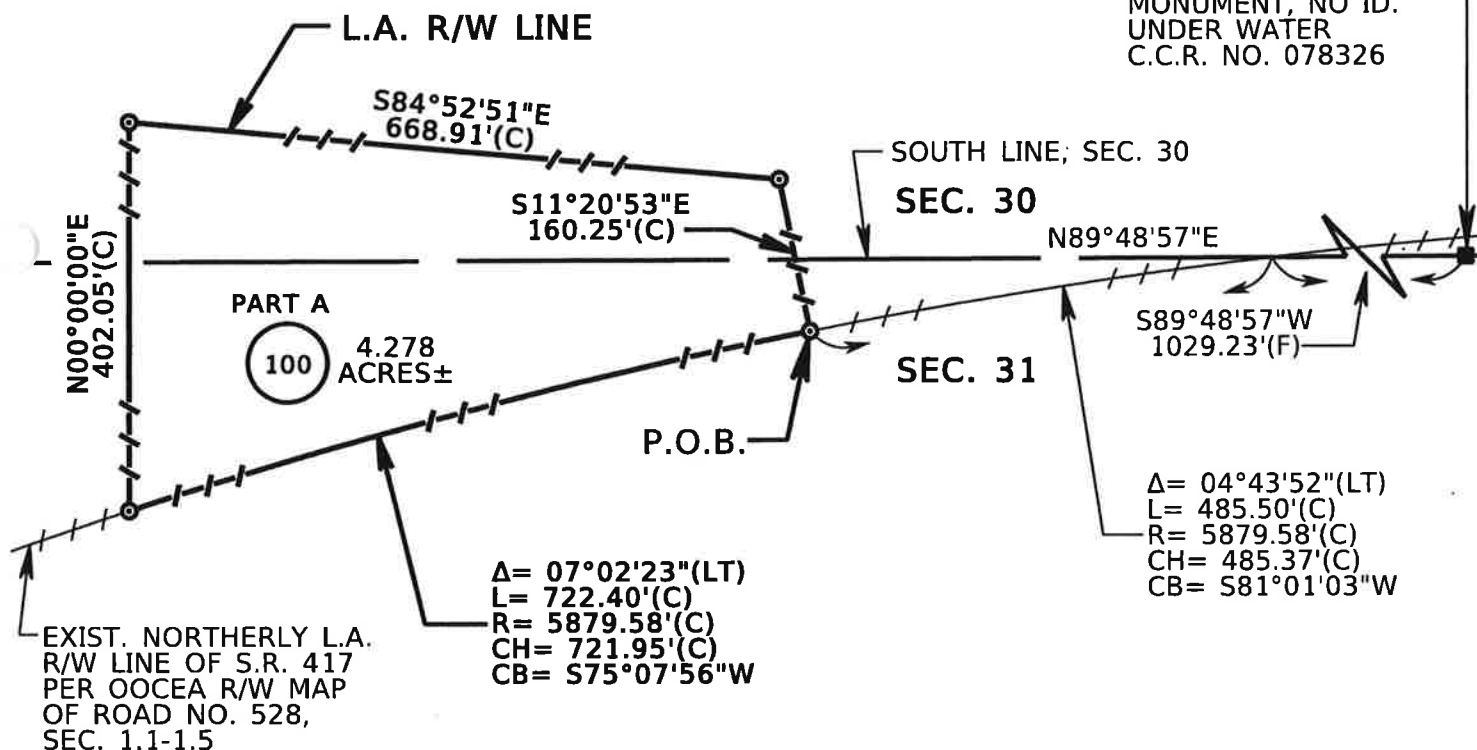 MONUMENT, NO ID.
UNDER WATER
C.C.R. NO. 078326
L.A. R/W LINE
S84°52'51"E
668.91'(C)
SOUTH LINE; SEC. 30
SEC. 30
S11°20'53"E
160.25'(C)
N89°48'57"E
N00°00'00"E
402.05'(C)
PART A
100
4.278
ACRES±
S89°48'57"W
1029.23'(F)
SEC. 31
P.O.B.
Δ= 04°43'52"(LT)
L= 485.50'(C)
R= 5879.58'(C)
CH= 485.37'(C)
CB= S81°01'03"W
Δ= 07°02'23"(LT)
L= 722.40'(C)
R= 5879.58'(C)
CH= 721.95'(C)
CB= S75°07'56"W
EXIST. NORTHERLY L.A.
R/W LINE OF S.R. 417
PER OOCEA R/W MAP
OF ROAD NO. 528,
SEC. 1.1-1.5